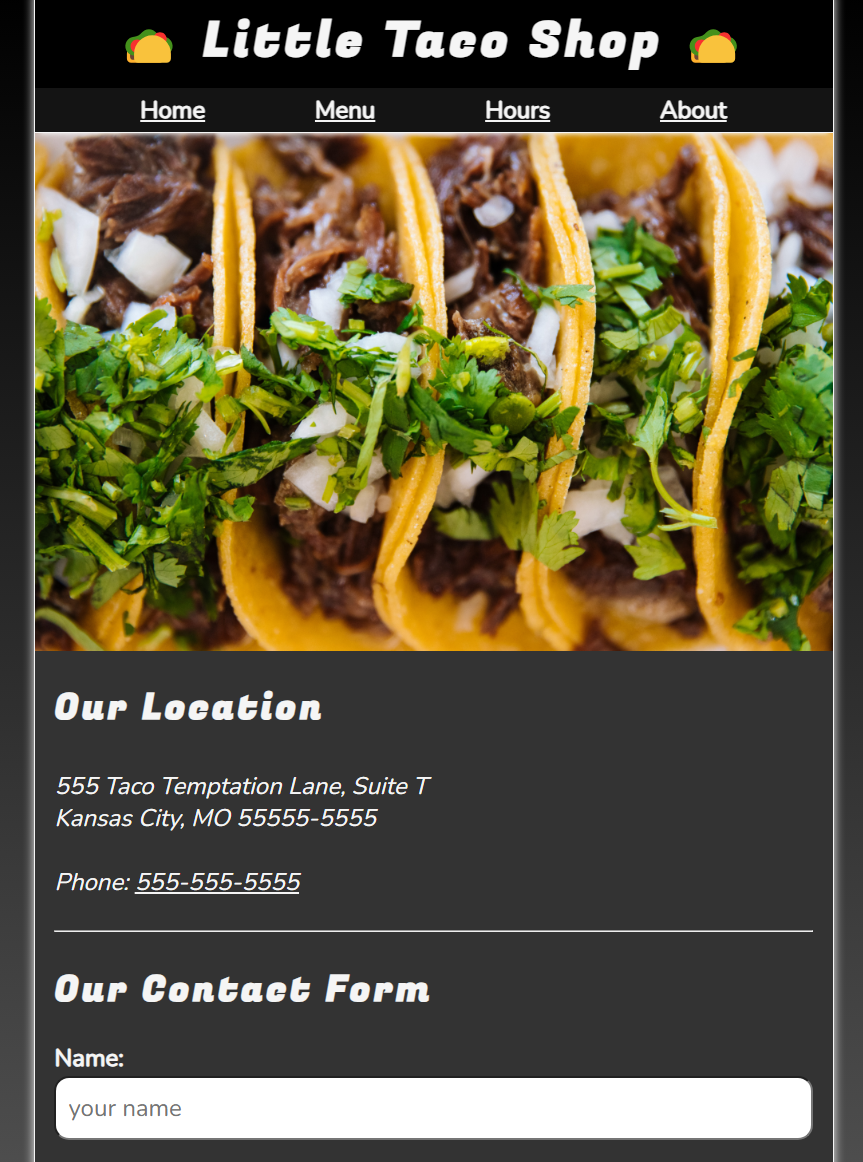 Little Taco Shop
Home Menu Hours About
Our Location
555 Taco Temptation Lane, Suite T
Kansas City, MO 55555-5555
Phone: 555-555-5555
Our Contact Form
Name:
your name